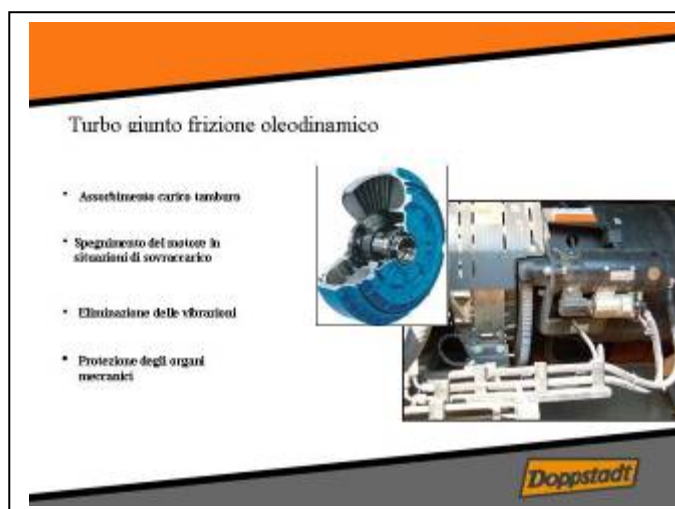 Turbo giunto frizione oleodinamico
• Assorbimento carico tamburo
• Spegnimento del motore in
situazioni di sovraccarico
• Eliminazione delle vibrazioni
• Protezione degli organi
meccanici
Doppstadt